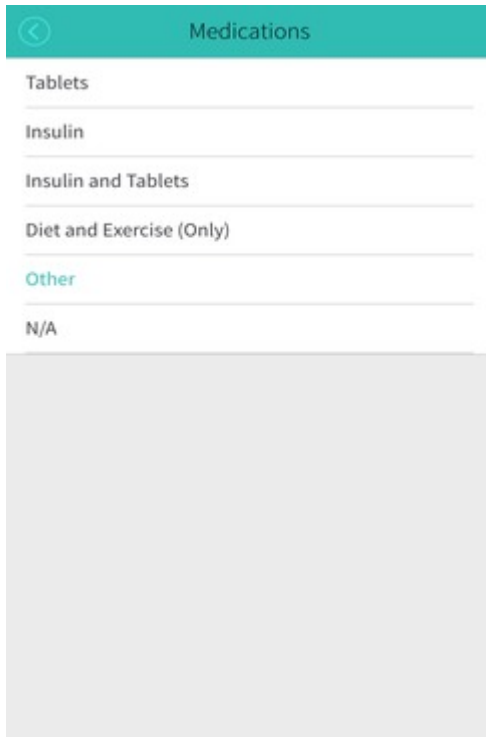 Medications
Tablets
Insulin
Insulin and Tablets
Diet and Exercise (Only)
Other
N/A